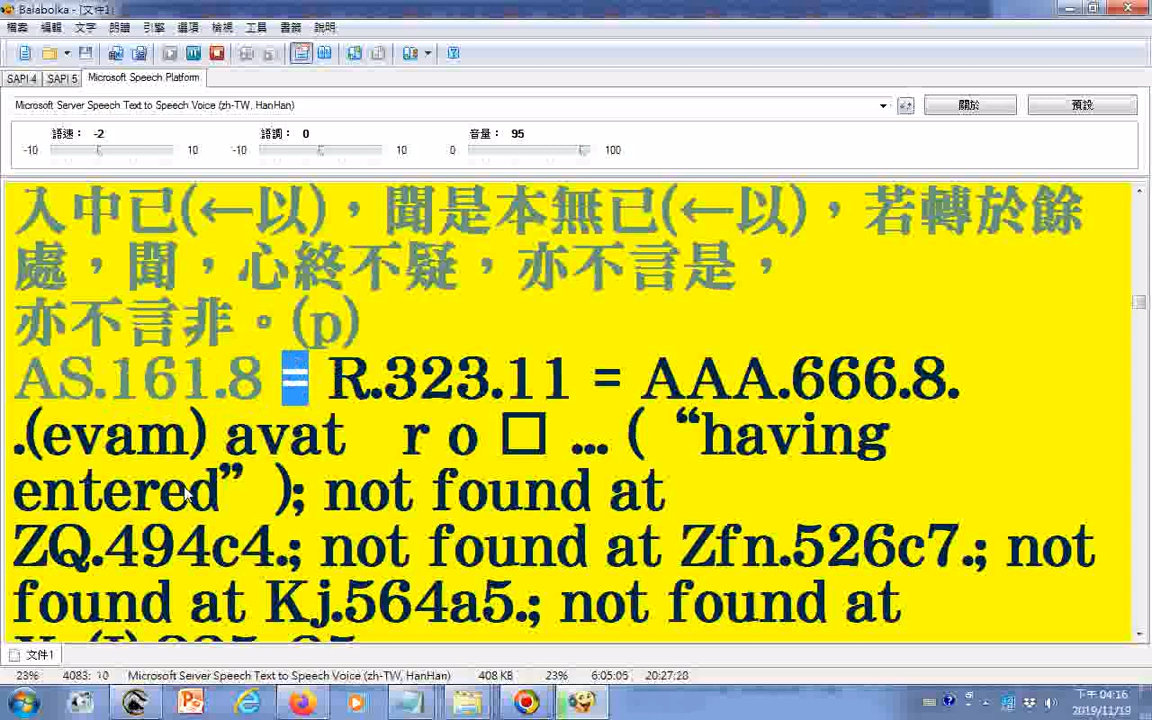 Balabolka - [文件1]
檔案 編輯 文字 朗讀 引擎 選項 檢視 工具 書籤 說明
SAPI 4 SAPI 5 Microsoft Speech Platform
Microsoft Server Speech Text to Speech Voice (zh-TW, HanHan) 關於 預設
語速: -2 語調: 0 音量: 95
-10 10 -10 10 0 100
入中已(←以)，聞是本無已(←以)，若轉於餘
處，聞，心終不疑，亦不言是，
亦不言非。(p)
AS.161.8 = R.323.11 = AAA.666.8.
.(evam) avat r o □ ... ( “having
entered” ); not found at
ZQ.494c4.; not found at Zfn.526c7.; not
found at Kj.564a5.; not found at
文件1
23% 4083: 10 Microsoft Server Speech Text to Speech Voice (zh-TW, HanHan) 408 KB 23% 6:05:05 20:27:28
下午 04:16
2019/11/19